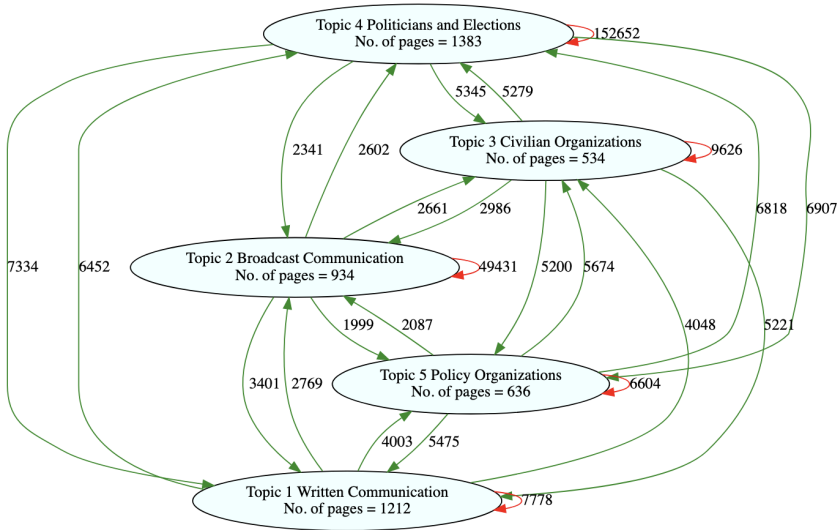 Topic 4 Politicians and Elections
No. of pages = 1383
152652
5345
5279
2341
2602
Topic 3 Civilian Organizations
No. of pages = 534
9626
2661
2986
6818
6907
Topic 2 Broadcast Communication
No. of pages = 934
49431
7334
6452
5200
5674
1999
2087
4048
5221
Topic 5 Policy Organizations
No. of pages = 636
6604
3401
2769
4003
5475
Topic 1 Written Communication
No. of pages = 1212
7778